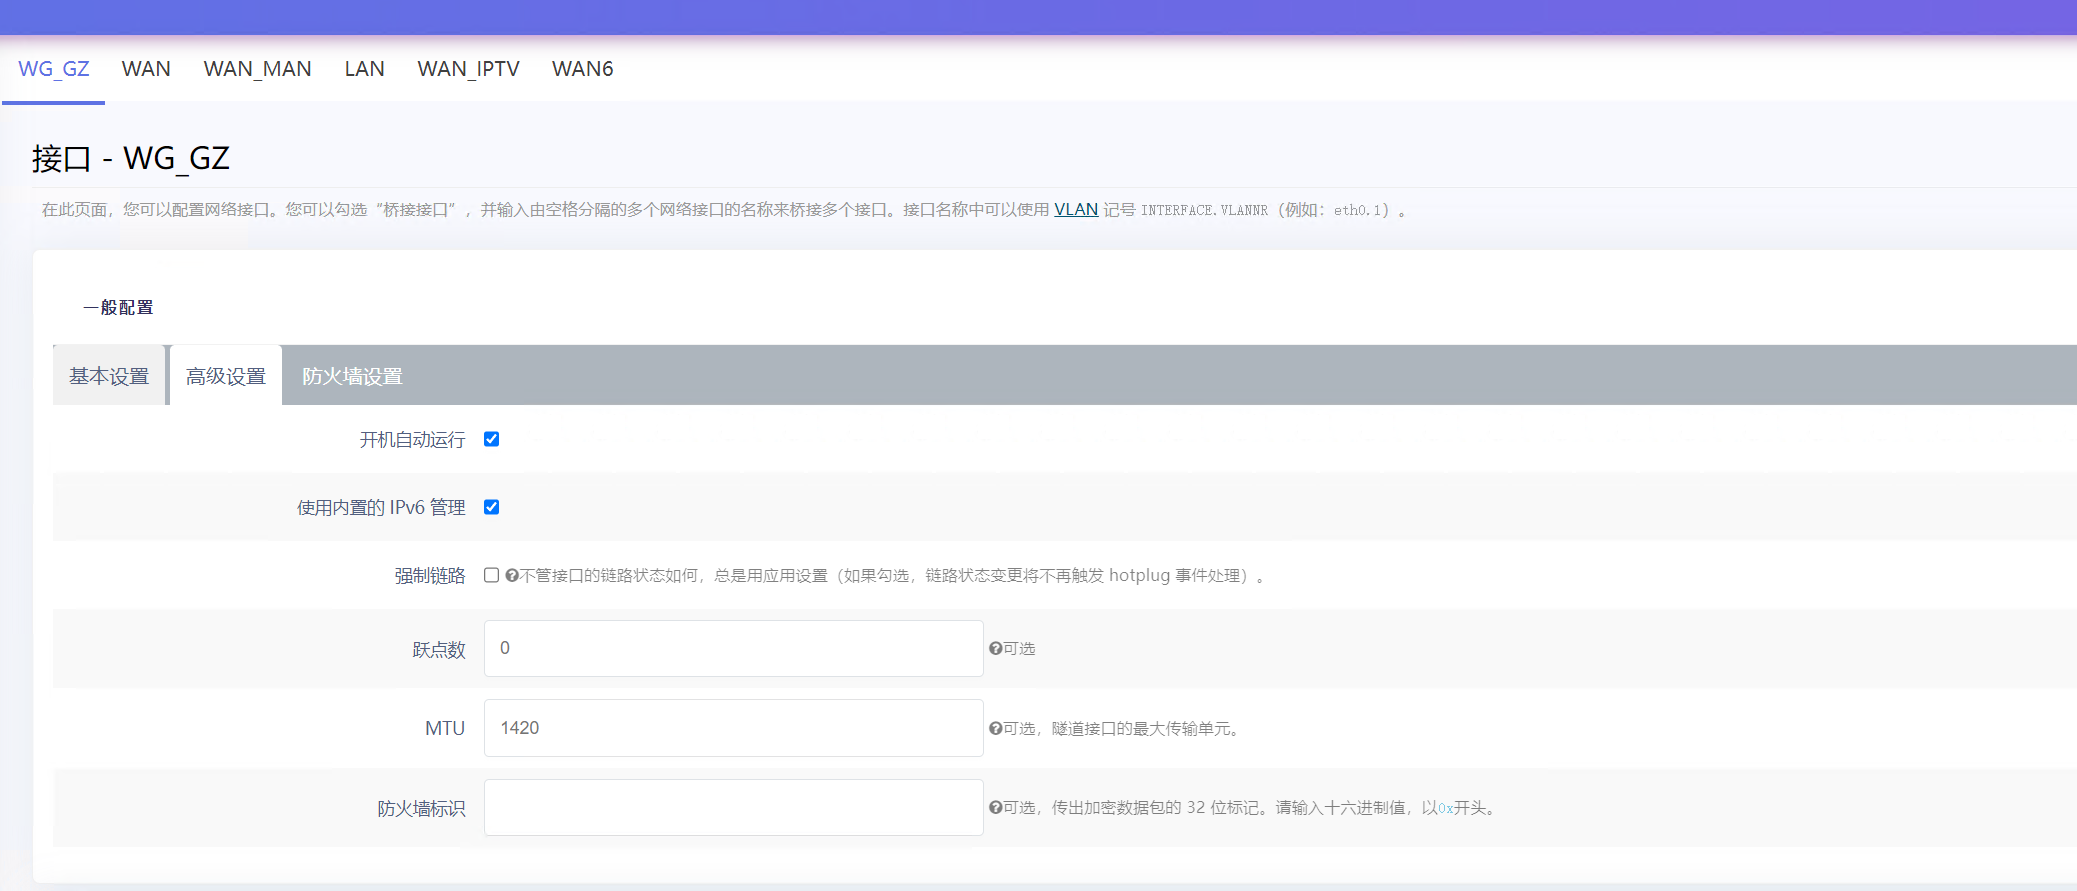 WG_GZ WAN WAN_MAN LAN WAN_IPTV WAN6
接口 - WG_GZ
在此页面，您可以配置网络接口。您可以勾选“桥接接口”，并输入由空格分隔的多个网络接口的名称来桥接多个接口。接口名称中可以使用 VLAN 记号 INTERFACE.VLANNR（例如：eth0.1）。
一般配置
基本设置 高级设置 防火墙设置
开机自动运行
使用内置的 IPv6 管理
强制链路 不管接口的链路状态如何，总是用应用设置（如果勾选，链路状态变更将不再触发 hotplug 事件处理）。
跃点数 0 可选
MTU 1420 可选，隧道接口的最大传输单元。
防火墙标识 可选，传出加密数据包的 32 位标记。请输入十六进制值，以0x开头。